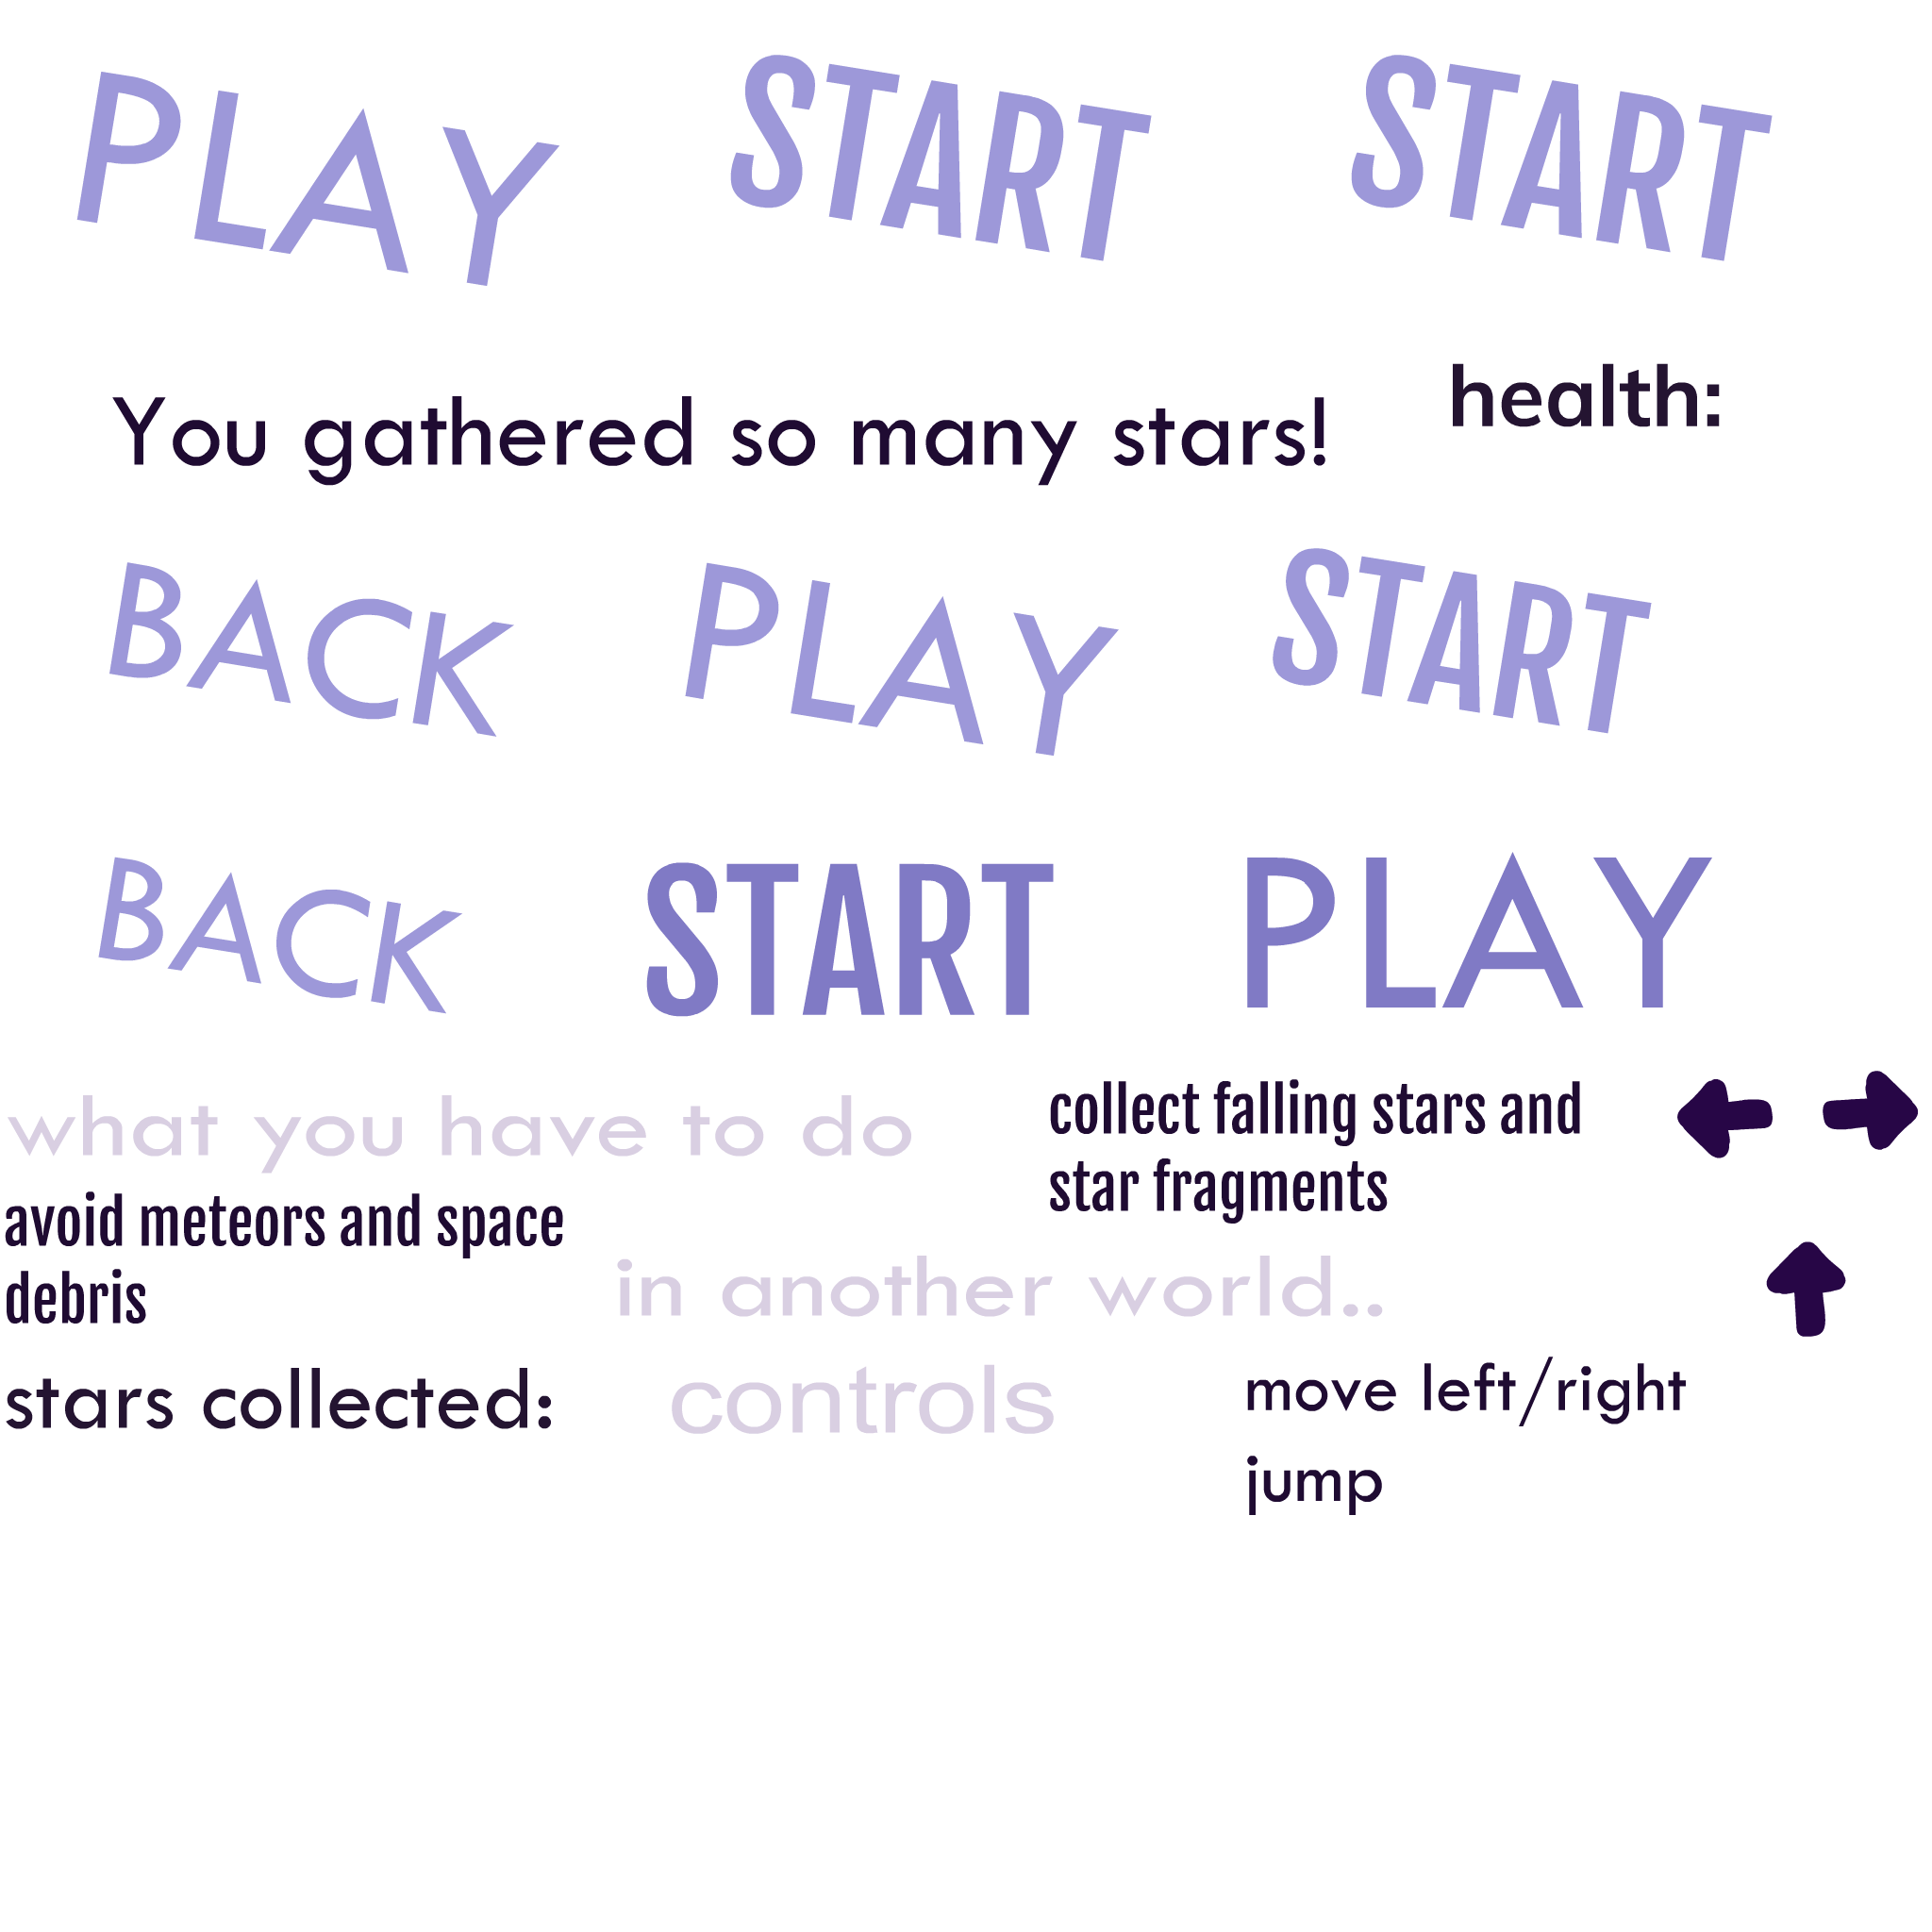 PLAY START START
health:
You gathered so many stars!
BACK PLAY START
BACK START PLAY
what you have to do
collect falling stars and
star fragments
avoid meteors and space
debris
in another world..
stars collected:
controls
move left/right
jump